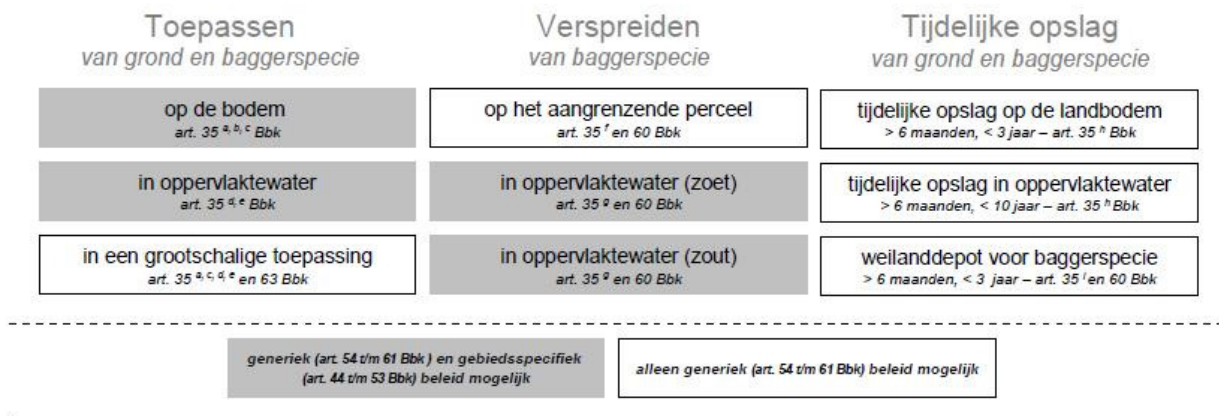 Toepassen
van grond en baggerspecie
op de bodem
art. 35 a, b, c Bbk
in oppervlaktewater
art. 35 d, e Bbk
in een grootschalige toepassing
art. 35 a, c, d, e en 63 Bbk
Verspreiden
van baggerspecie
op het aangrenzende perceel
art. 35 f en 60 Bbk
in oppervlaktewater (zoet)
art. 35 g en 60 Bbk
in oppervlaktewater (zout)
art. 35 g en 60 Bbk
Tijdelijke opslag
van grond en baggerspecie
tijdelijke opslag op de landbodem
> 6 maanden, < 3 jaar – art. 35 h Bbk
tijdelijke opslag in oppervlaktewater
> 6 maanden, < 10 jaar – art. 35 h Bbk
weilanddepot voor baggerspecie
> 6 maanden, < 3 jaar – art. 35 i en 60 Bbk
generiek (art. 54 t/m 61 Bbk ) en gebiedsspecifiek
(art. 44 t/m 53 Bbk) beleid mogelijk
alleen generiek (art. 54 t/m 61 Bbk) beleid mogelijk